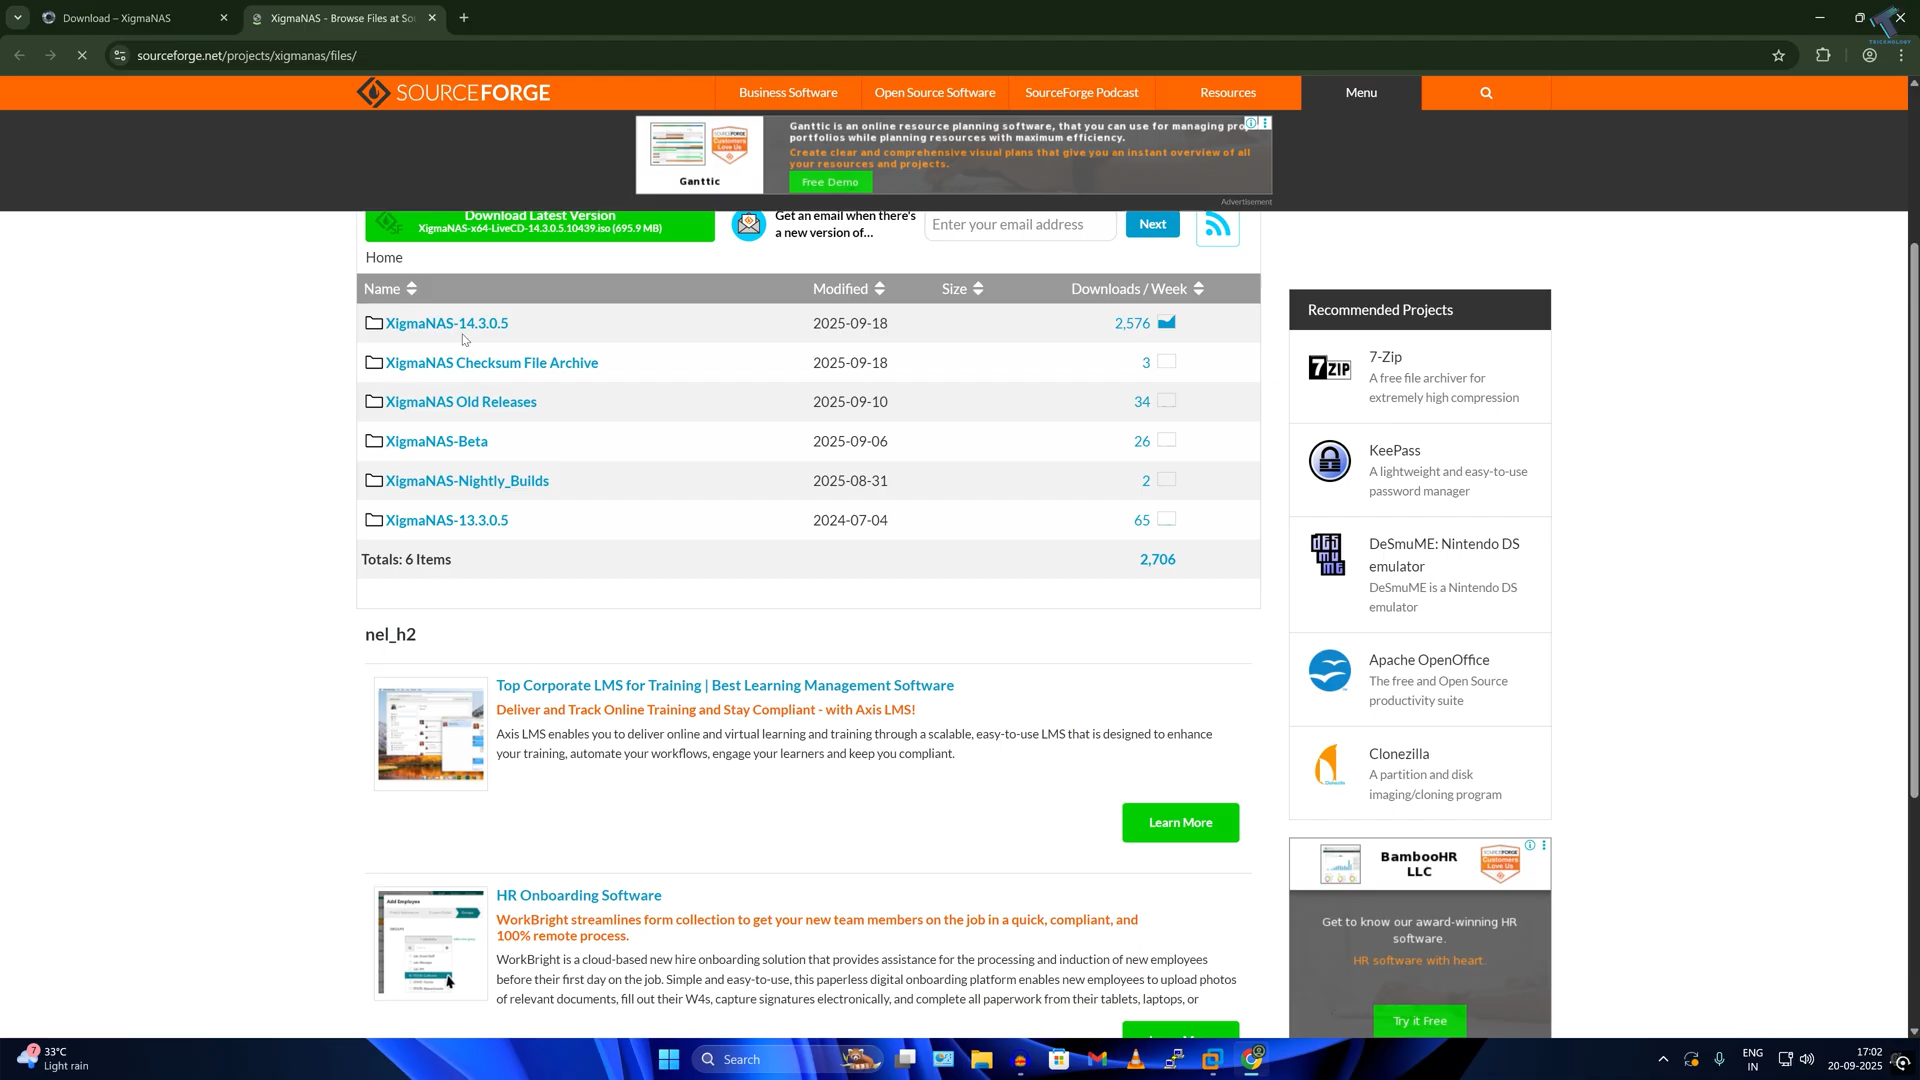 Download – XigmaNAS
XigmaNAS - Browse Files at So
TRICKNOLOGY
sourceforge.net/projects/xigmanas/files/
SOURCEFORGE
Business Software
Open Source Software
SourceForge Podcast
Resources
Menu
Ganttic is an online resource planning software, that you can use for managing pro
portfolios while planning resources with maximum efficiency.
Create clear and comprehensive visual plans that give you an instant overview of all
your resources and projects.
Ganttic
Free Demo
Advertisement
Download Latest Version
XigmaNAS-x64-LiveCD-14.3.0.5.10439.iso (695.9 MB)
Get an email when there's
a new version of...
Enter your email address
Next
Home
Name Modified Size Downloads / Week
XigmaNAS-14.3.0.5 2025-09-18 2,576
XigmaNAS Checksum File Archive 2025-09-18 3
XigmaNAS Old Releases 2025-09-10 34
XigmaNAS-Beta 2025-09-06 26
XigmaNAS-Nightly_Builds 2025-08-31 2
XigmaNAS-13.3.0.5 2024-07-04 65
Totals: 6 Items 2,706
nel_h2
Top Corporate LMS for Training | Best Learning Management Software
Deliver and Track Online Training and Stay Compliant - with Axis LMS!
Axis LMS enables you to deliver online and virtual learning and training through a scalable, easy-to-use LMS that is designed to enhance
your training, automate your workflows, engage your learners and keep you compliant.
Learn More
Add Employee
HR Onboarding Software
WorkBright streamlines form collection to get your new team members on the job in a quick, compliant, and
100% remote process.
WorkBright is a cloud-based new hire onboarding solution that provides assistance for the processing and induction of new employees
before their first day on the job. Simple and easy-to-use, this paperless digital onboarding platform enables new employees to upload photos
of relevant documents, fill out their W4s, capture signatures electronically, and complete all paperwork from their tablets, laptops, or
Recommended Projects
7ZIP
7-Zip
A free file archiver for
extremely high compression
KeePass
A lightweight and easy-to-use
password manager
DeSmuME: Nintendo DS
emulator
DeSmuME is a Nintendo DS
emulator
Apache OpenOffice
The free and Open Source
productivity suite
Clonezilla
A partition and disk
imaging/cloning program
BambooHR
LLC
Get to know our award-winning HR
software.
HR software with heart.
Try it Free
7
33°C
Light rain
Search
ENG
IN
17:02
20-09-2025